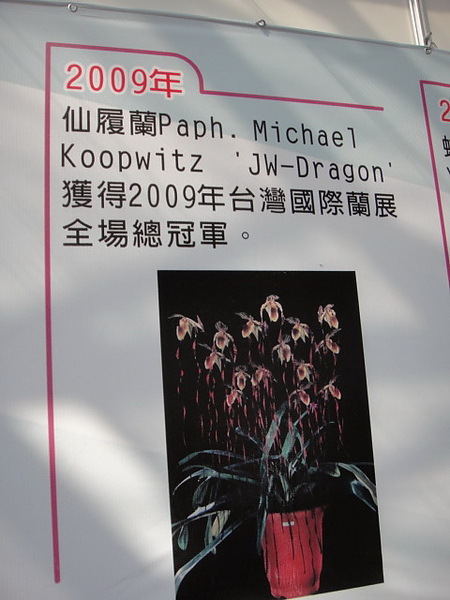 2009年
仙履蘭Paph. Michael
Koopwitz 'JW-Dragon'
獲得2009年台灣國際蘭展
全場總冠軍。
2